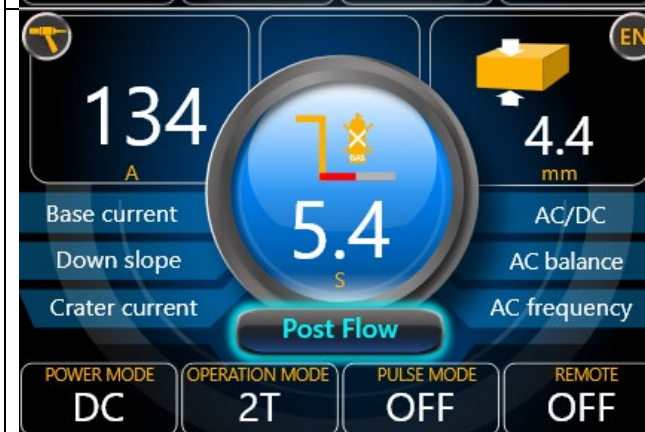 EN
134
A
4.4
mm
GAS
5.4
S
Base current
Down slope
Crater current
AC/DC
AC balance
AC frequency
Post Flow
POWER MODE
DC
OPERATION MODE
2T
PULSE MODE
OFF
REMOTE
OFF